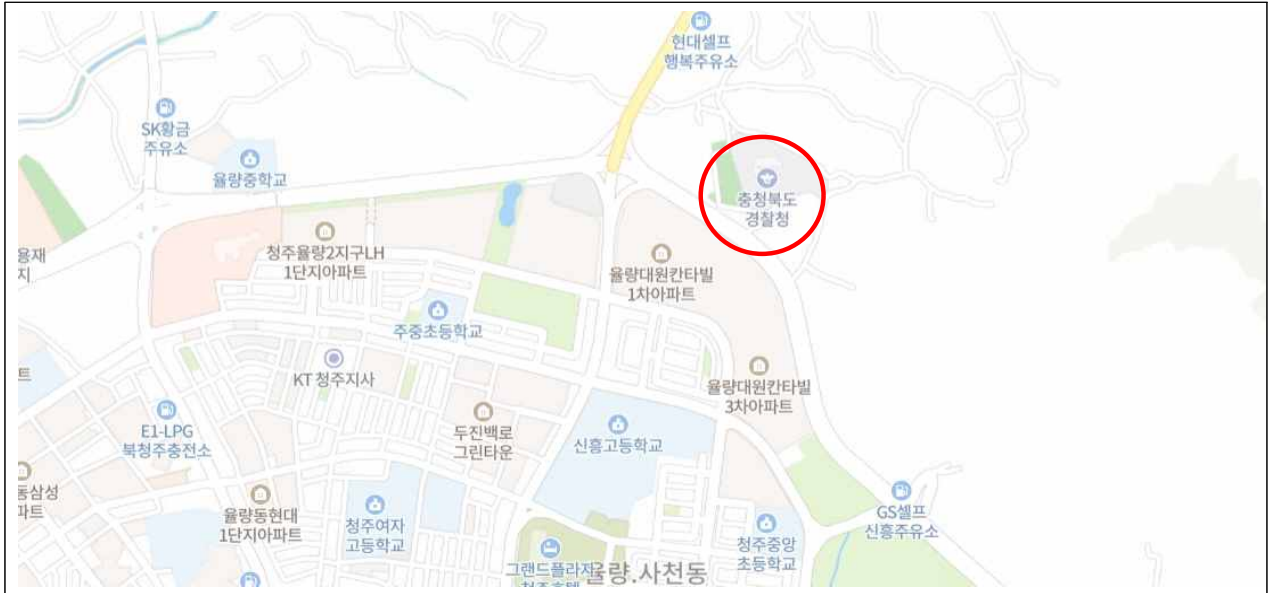 현대셀프
행복주유소
SK황금
주유소
율량중학교
충청북도
경찰청
용재
지
청주율량2지구LH
1단지아파트
율량대원칸타빌
1차아파트
주중초등학교
KT 청주지사
트
율량대원칸타빌
3차아파트
E1-LPG
북청주충전소
두진백로
그린타운
신흥고등학교
동삼성
파트
율량동현대
1단지아파트
청주여자
고등학교
GS셀프
신흥주유소
청주중앙
초등학교
그랜드플라자
율량.사천동